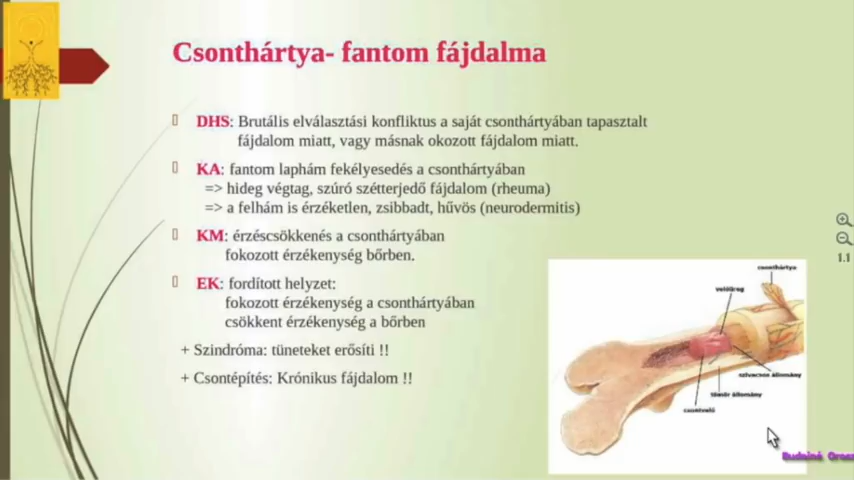 Csonthártya- fantom fájdalma
DHS: Brutális elválasztási konfliktus a saját csonthártyában tapasztalt
fájdalom miatt, vagy másnak okozott fájdalom miatt.
KA: fantom laphám fekélyesedés a csonthártyában
=> hideg végtag, szúró szétterjedő fájdalom (rheuma)
=> a felhám is érzéketlen, zsibbadt, hűvös (neurodermitis)
KM: érzéscsökkenés a csonthártyában
fokozott érzékenység bőrben.
EK: fordított helyzet:
fokozott érzékenység a csonthártyában
csökkent érzékenység a bőrben
+ Szindróma: tüneteket erősíti !!
+ Csontépítés: Krónikus fájdalom !!
csonthártya
velőüreg
szivacsos állomány
tömör állomány
csontvelő
1.1
Budainé Orosz